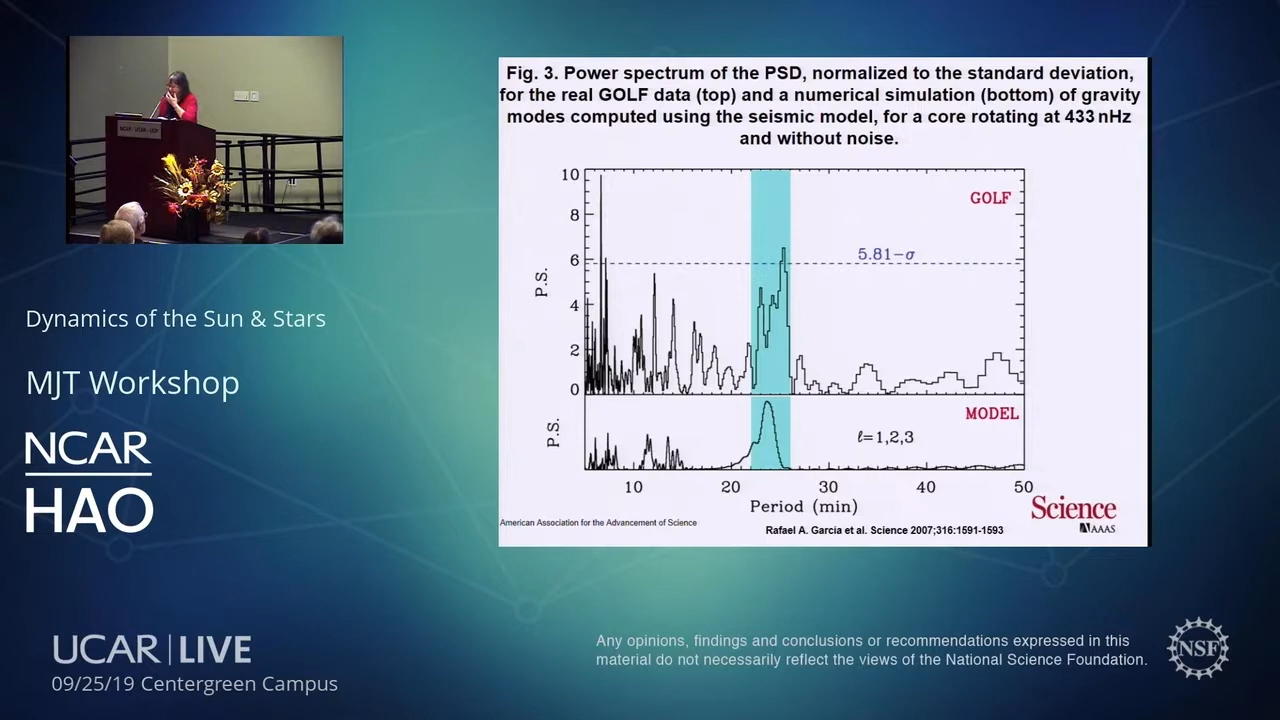 Fig. 3. Power spectrum of the PSD, normalized to the standard deviation,
for the real GOLF data (top) and a numerical simulation (bottom) of gravity
modes computed using the seismic model, for a core rotating at 433 nHz
and without noise.
10
GOLF
8
5.81-σ
6
P.S.
4
2
0
MODEL
P.S.
ℓ=1,2,3
10 20 30 40 50
Period (min)
Science
AAAS
American Association for the Advancement of Science
Rafael A. Garcia et al. Science 2007;316:1591-1593
NCAR · UCAR · UCP
Dynamics of the Sun & Stars
MJT Workshop
NCAR
HAO
UCAR | LIVE
09/25/19 Centergreen Campus
Any opinions, findings and conclusions or recommendations expressed in this
material do not necessarily reflect the views of the National Science Foundation.
NSF